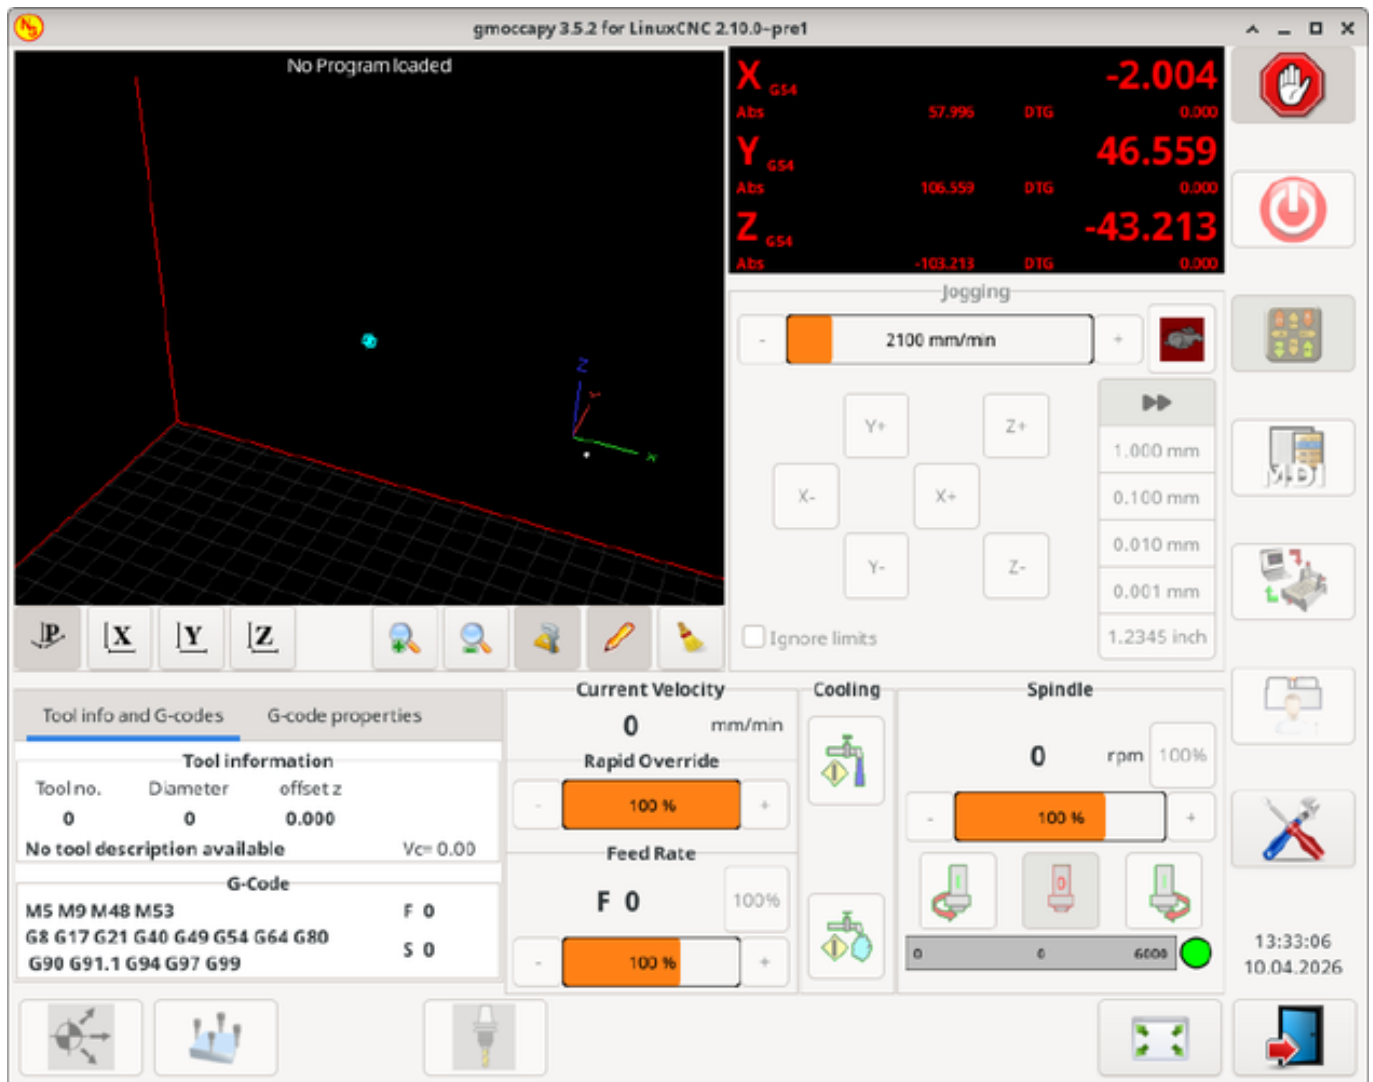 gmoccapy 3.5.2 for LinuxCNC 2.10.0~pre1
No Program loaded
X G54 -2.004
Abs 57.996 DTG 0.000
Y G54 46.559
Abs 106.559 DTG 0.000
Z G54 -43.213
Abs -103.213 DTG 0.000
Jogging
- 2100 mm/min +
Y+ Z+
X- X+
Y- Z-
1.000 mm
0.100 mm
0.010 mm
0.001 mm
1.2345 inch
Ignore limits
Z
Y
X
P X Y Z
MDI
Tool info and G-codes G-code properties
Tool information
Tool no. Diameter offset z
0 0 0.000
No tool description available Vc= 0.00
G-Code
M5 M9 M48 M53
G8 G17 G21 G40 G49 G54 G64 G80
G90 G91.1 G94 G97 G99
F 0
S 0
Current Velocity
0 mm/min
Rapid Override
- 100 % +
Feed Rate
F 0 100%
- 100 % +
Cooling
Spindle
0 rpm 100%
- 100 % +
0 0 6000
13:33:06
10.04.2026